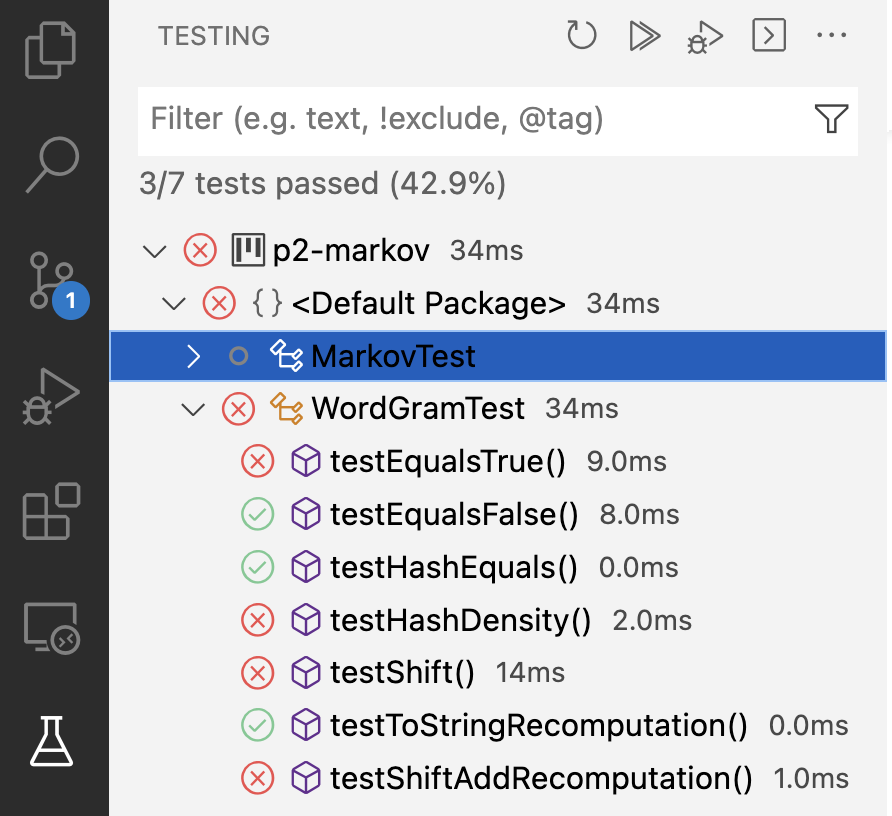 TESTING
Filter (e.g. text, !exclude, @tag)
3/7 tests passed (42.9%)
p2-markov 34ms
1
{} <Default Package> 34ms
MarkovTest
WordGramTest 34ms
testEqualsTrue() 9.0ms
testEqualsFalse() 8.0ms
testHashEquals() 0.0ms
testHashDensity() 2.0ms
testShift() 14ms
testToStringRecomputation() 0.0ms
testShiftAddRecomputation() 1.0ms